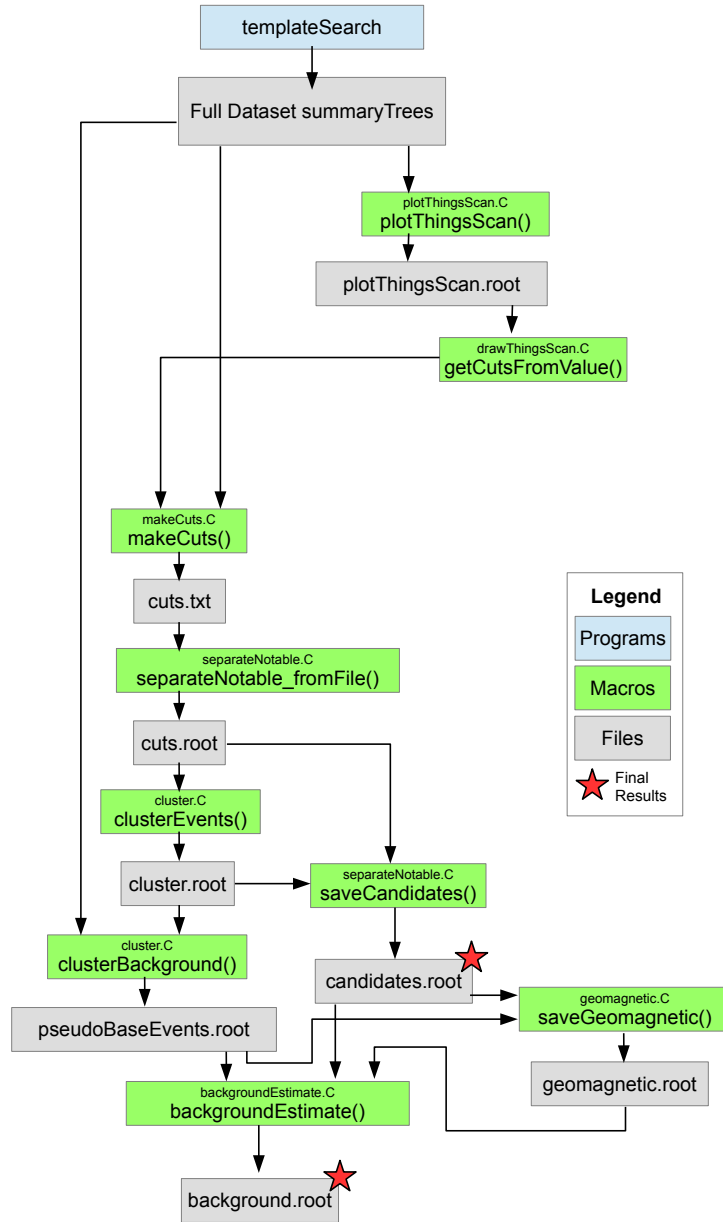 templateSearch
Full Dataset summaryTrees
plotThingsScan.C
plotThingsScan()
plotThingsScan.root
drawThingsScan.C
getCutsFromValue()
makeCuts.C
makeCuts()
cuts.txt
separateNotable.C
separateNotable_fromFile()
cuts.root
cluster.C
clusterEvents()
cluster.root
separateNotable.C
saveCandidates()
cluster.C
clusterBackground()
candidates.root
pseudoBaseEvents.root
geomagnetic.C
saveGeomagnetic()
geomagnetic.root
backgroundEstimate.C
backgroundEstimate()
background.root
Legend
Programs
Macros
Files
Final
Results